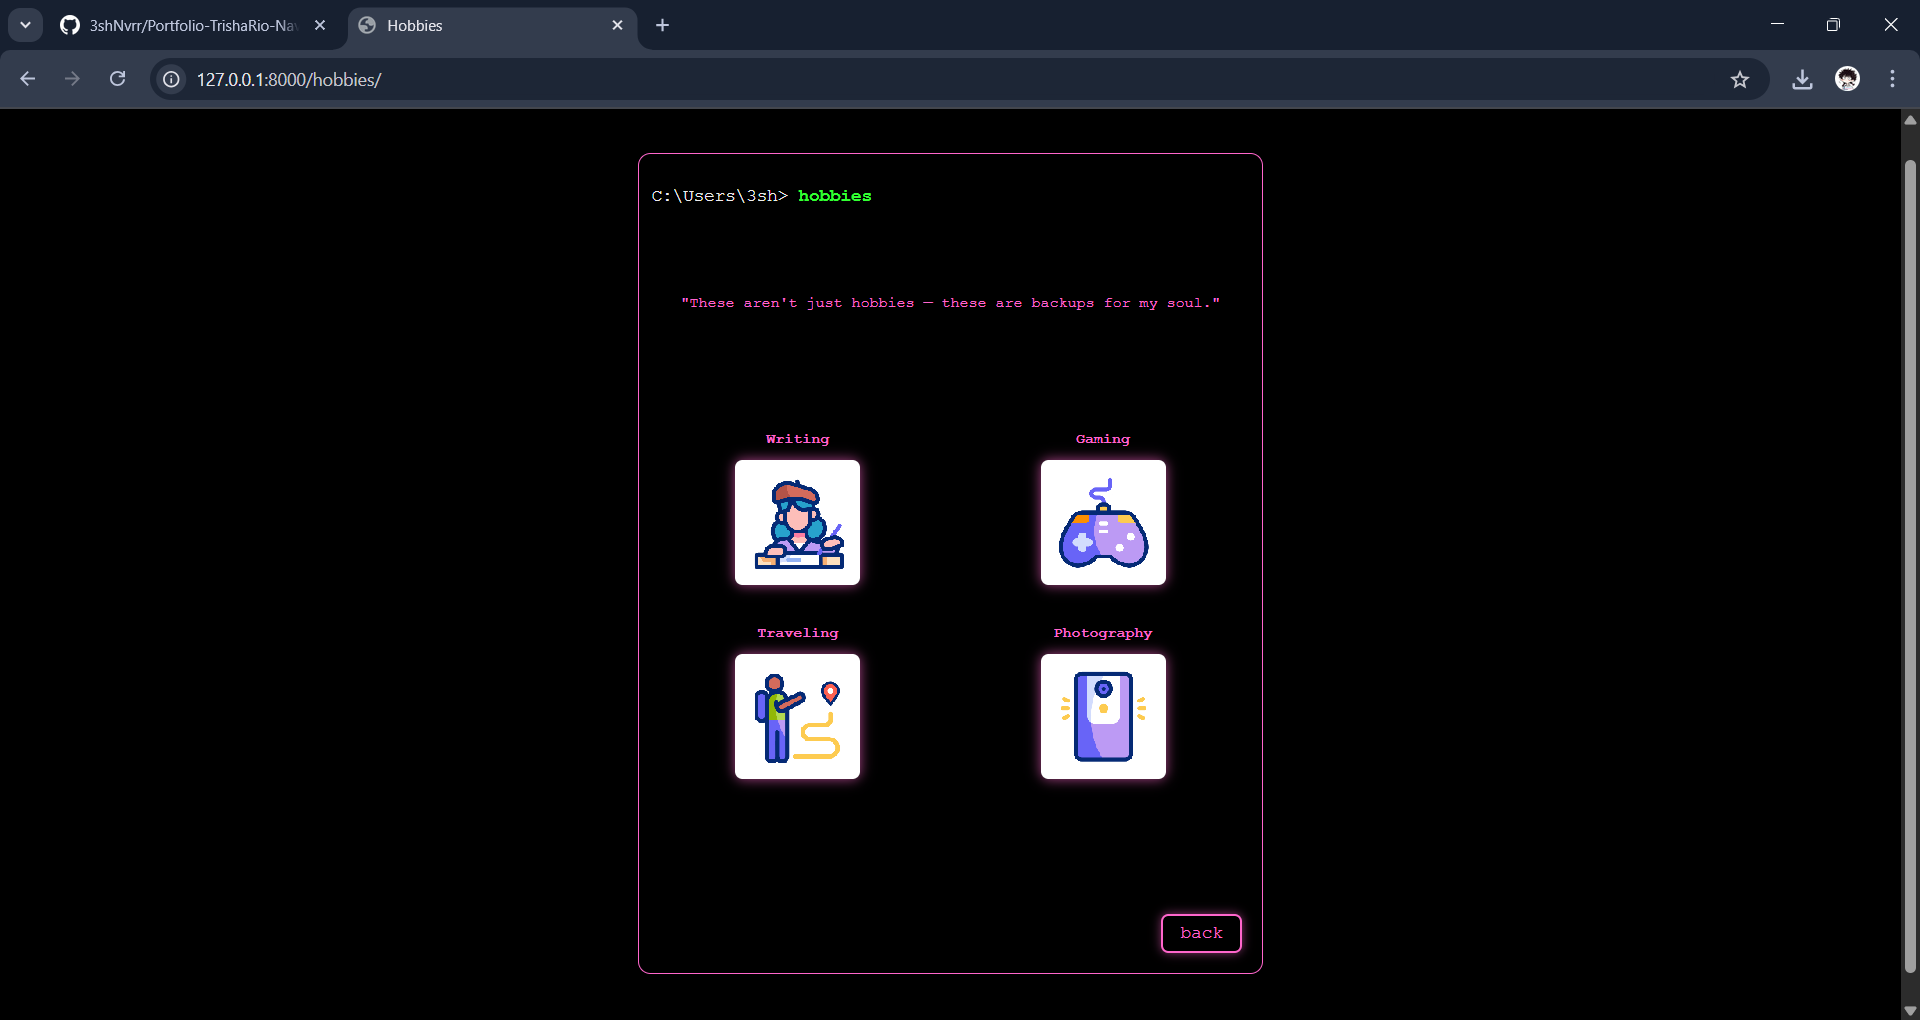 3shNvrr/Portfolio-TrishaRio-Nav
Hobbies
127.0.0.1:8000/hobbies/
C:\Users\3sh> hobbies
"These aren't just hobbies — these are backups for my soul."
Writing
Gaming
Traveling
Photography
back